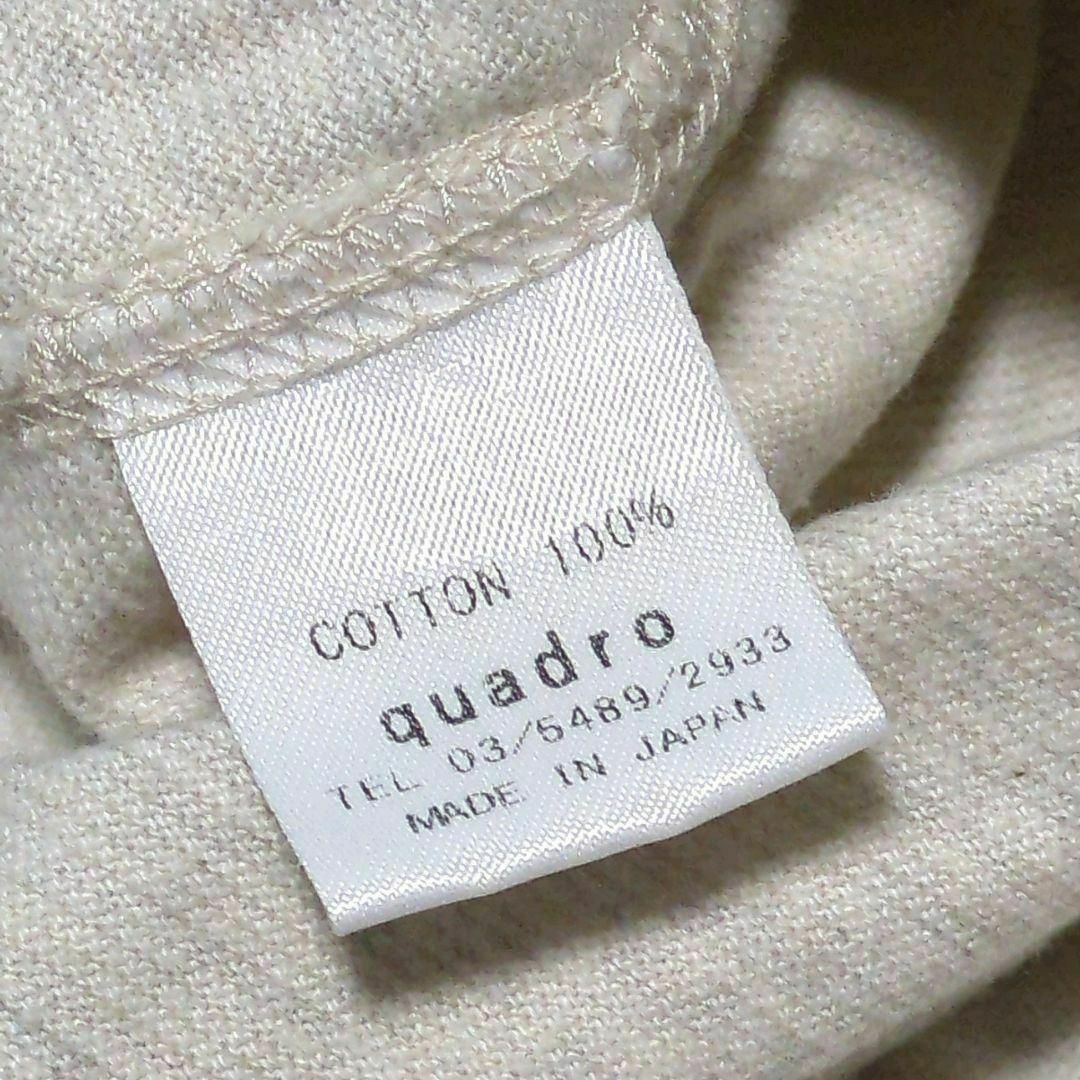 COTTON 100%
quadro
TEL 03/5489/2933
MADE IN JAPAN